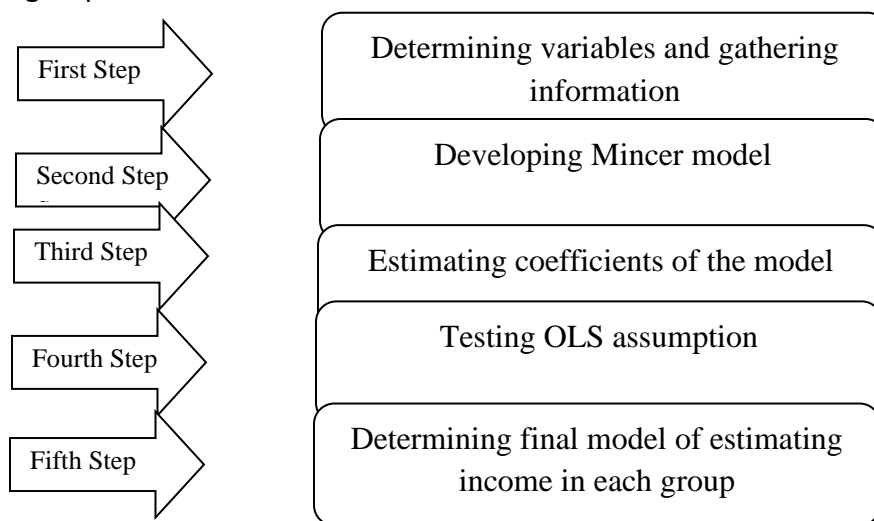 First Step
Determining variables and gathering
information
Second Step
Developing Mincer model
Third Step
Estimating coefficients of the model
Fourth Step
Testing OLS assumption
Fifth Step
Determining final model of estimating
income in each group